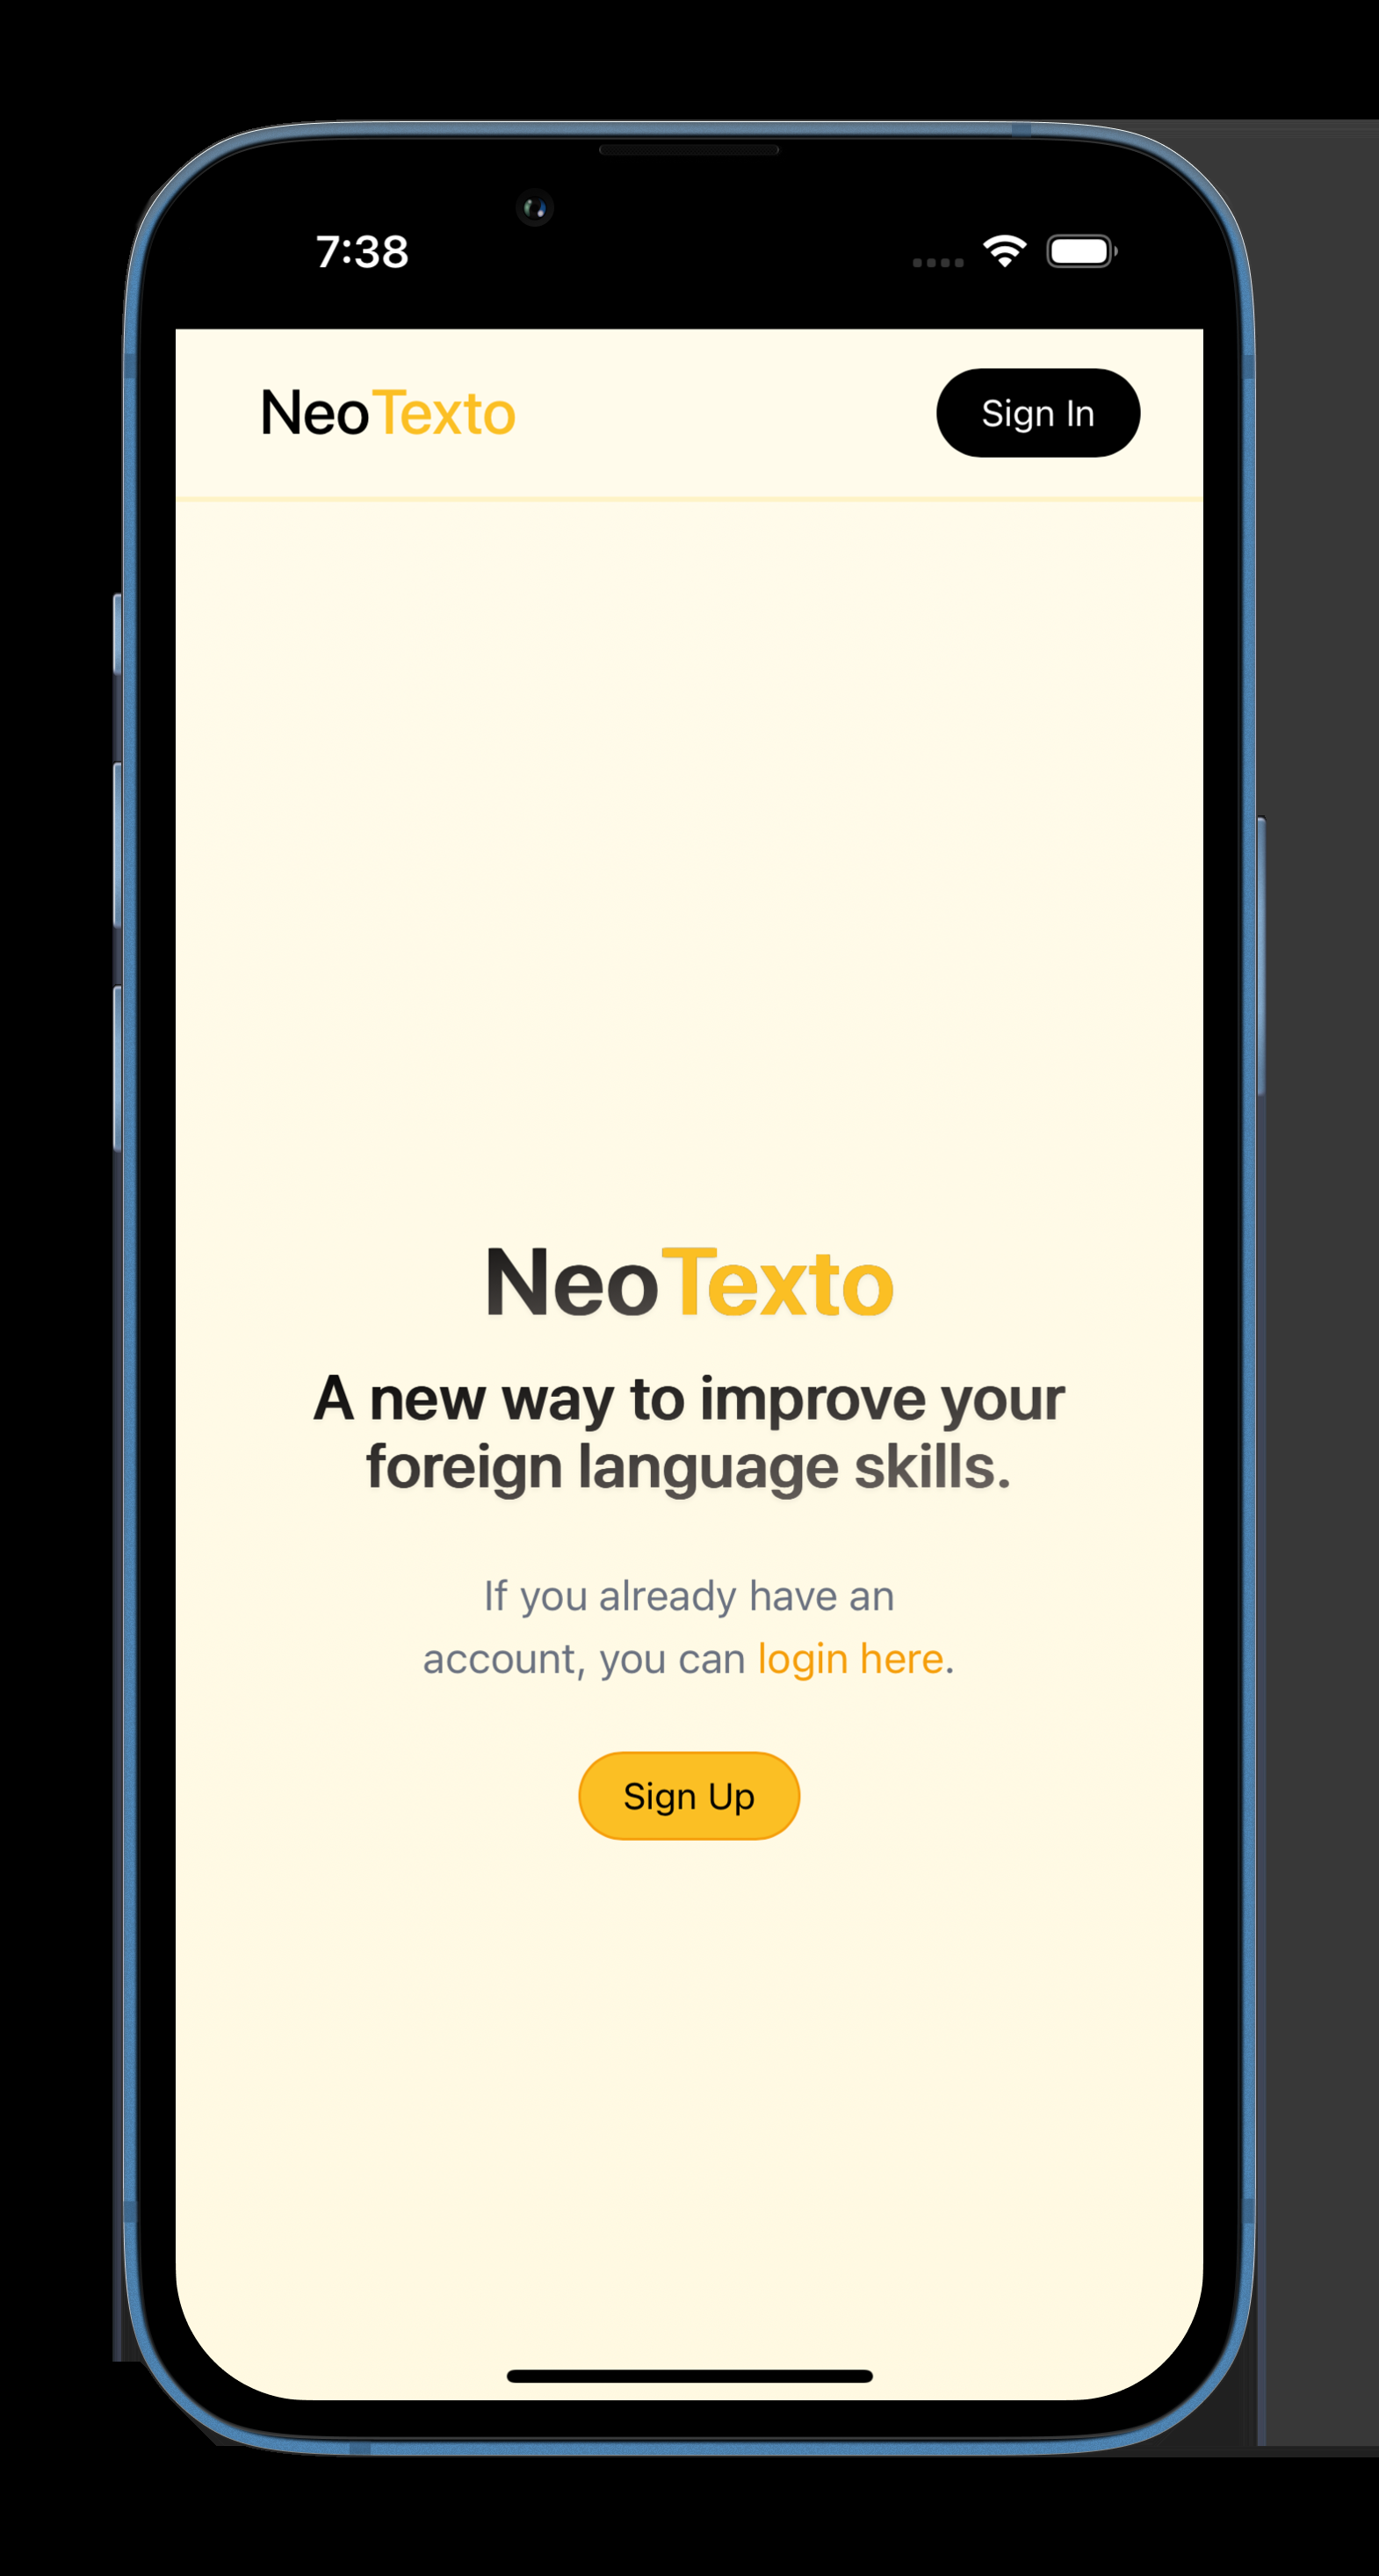 7:38
NeoTexto
Sign In
NeoTexto
A new way to improve your
foreign language skills.
If you already have an
account, you can login here.
Sign Up